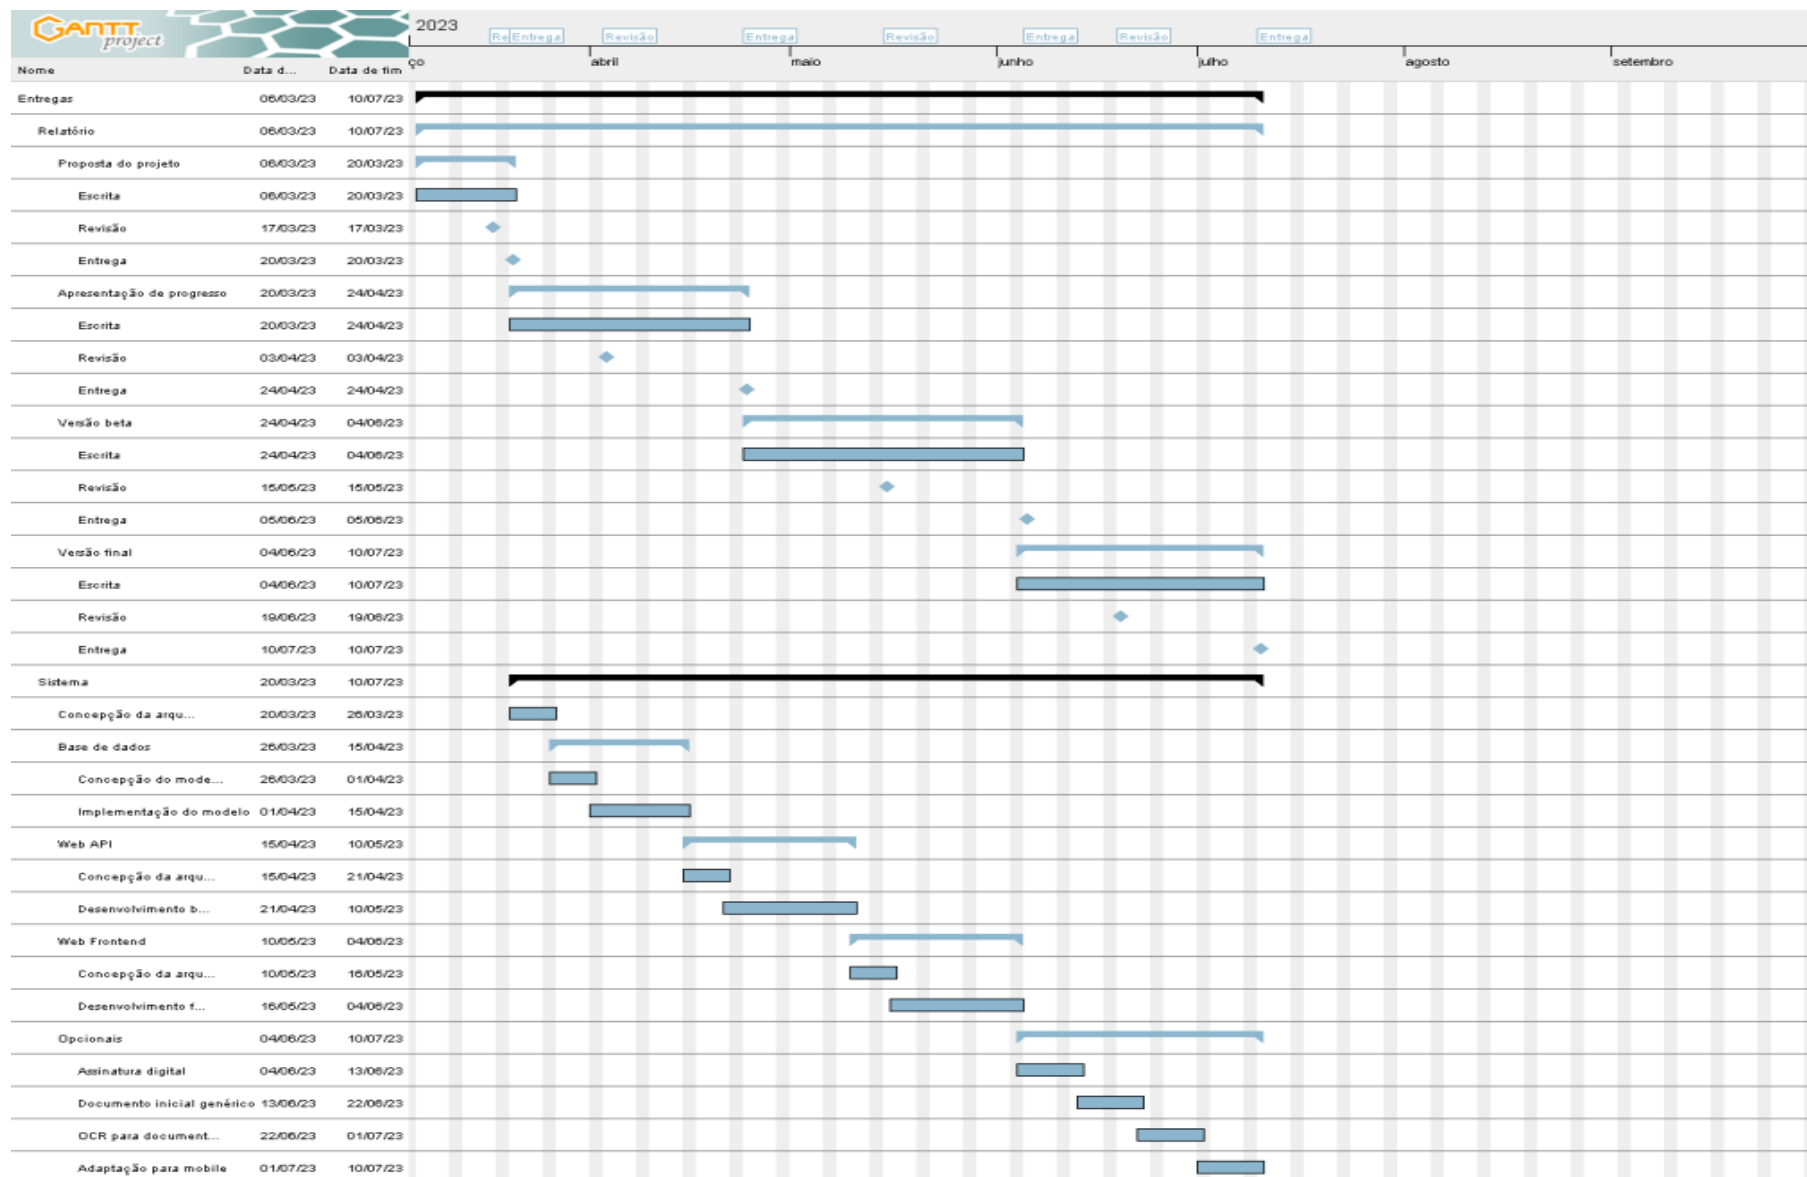 GANTT project
2023
Re Entrega Revisão Entrega Revisão Entrega Revisão Entrega
ço abril maio junho julho agosto setembro
Nome Data d... Data de fim
Entregas 06/03/23 10/07/23
Relatório 06/03/23 10/07/23
Proposta do projeto 06/03/23 20/03/23
Escrita 06/03/23 20/03/23
Revisão 17/03/23 17/03/23
Entrega 20/03/23 20/03/23
Apresentação de progresso 20/03/23 24/04/23
Escrita 20/03/23 24/04/23
Revisão 03/04/23 03/04/23
Entrega 24/04/23 24/04/23
Versão beta 24/04/23 04/06/23
Escrita 24/04/23 04/06/23
Revisão 15/05/23 15/05/23
Entrega 05/06/23 05/06/23
Versão final 04/06/23 10/07/23
Escrita 04/06/23 10/07/23
Revisão 19/06/23 19/06/23
Entrega 10/07/23 10/07/23
Sistema 20/03/23 10/07/23
Concepção da arqu... 20/03/23 26/03/23
Base de dados 26/03/23 15/04/23
Concepção do mode... 26/03/23 01/04/23
Implementação do modelo 01/04/23 15/04/23
Web API 15/04/23 10/05/23
Concepção da arqu... 15/04/23 21/04/23
Desenvolvimento b... 21/04/23 10/05/23
Web Frontend 10/05/23 04/06/23
Concepção da arqu... 10/05/23 16/05/23
Desenvolvimento f... 16/05/23 04/06/23
Opcionais 04/06/23 10/07/23
Assinatura digital 04/06/23 13/06/23
Documento inicial genérico 13/06/23 22/06/23
OCR para document... 22/06/23 01/07/23
Adaptação para mobile 01/07/23 10/07/23